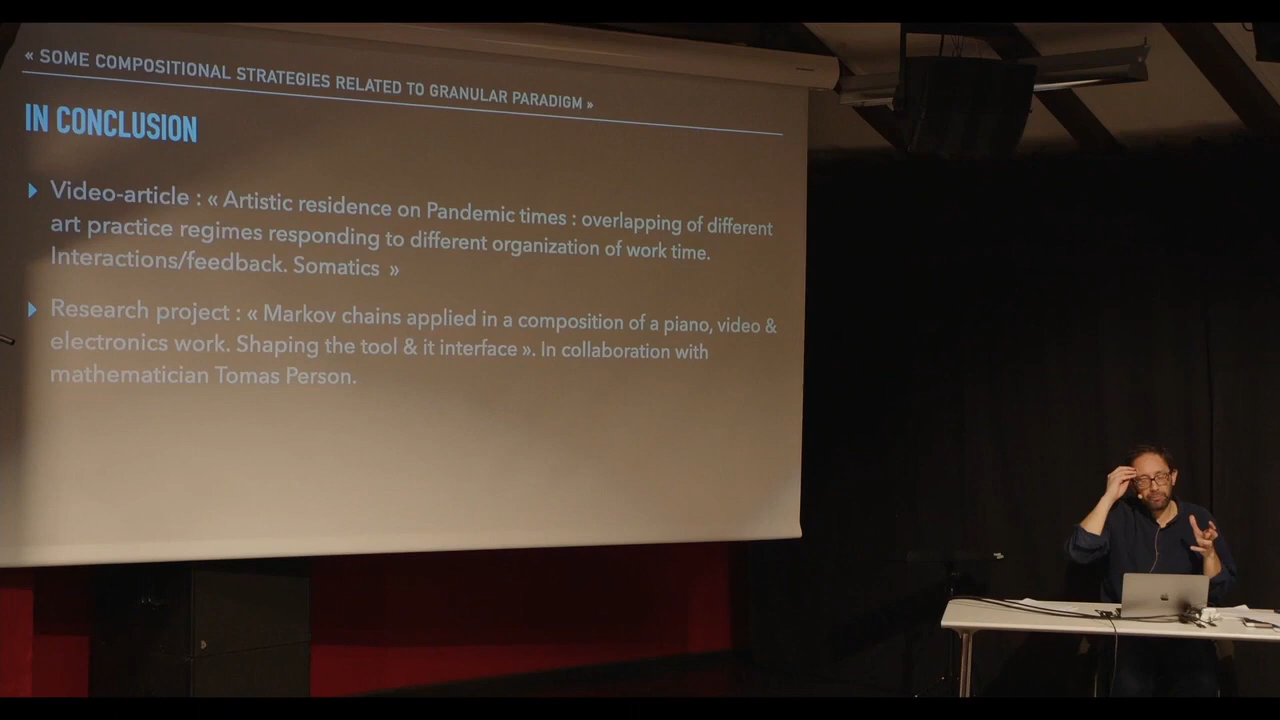 « SOME COMPOSITIONAL STRATEGIES RELATED TO GRANULAR PARADIGM »
IN CONCLUSION
Video-article : « Artistic residence on Pandemic times : overlapping of different
art practice regimes responding to different organization of work time.
Interactions/feedback. Somatics »
Research project : « Markov chains applied in a composition of a piano, video &
electronics work. Shaping the tool & it interface ». In collaboration with
mathematician Tomas Person.